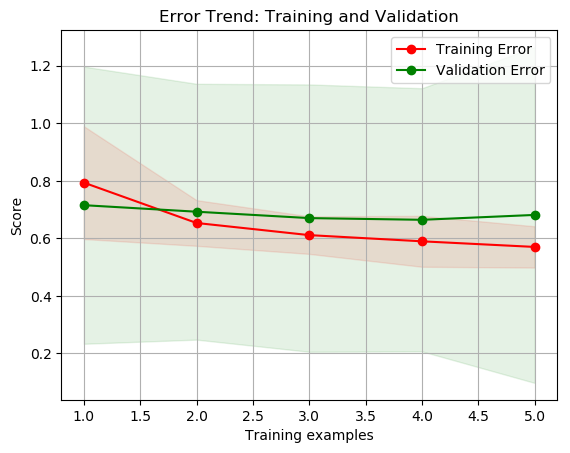 Error Trend: Training and Validation
Training Error
Validation Error
Score
1.2
1.0
0.8
0.6
0.4
0.2
1.0 1.5 2.0 2.5 3.0 3.5 4.0 4.5 5.0
Training examples